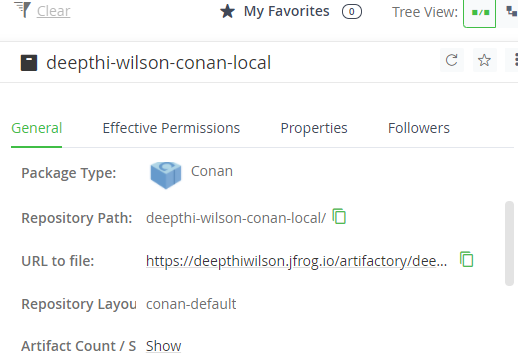 Clear My Favorites 0 Tree View:
deepthi-wilson-conan-local
General Effective Permissions Properties Followers
Package Type: Conan
Repository Path: deepthi-wilson-conan-local/
URL to file: https://deepthiwilson.jfrog.io/artifactory/dee...
Repository Layou conan-default
Artifact Count / S Show